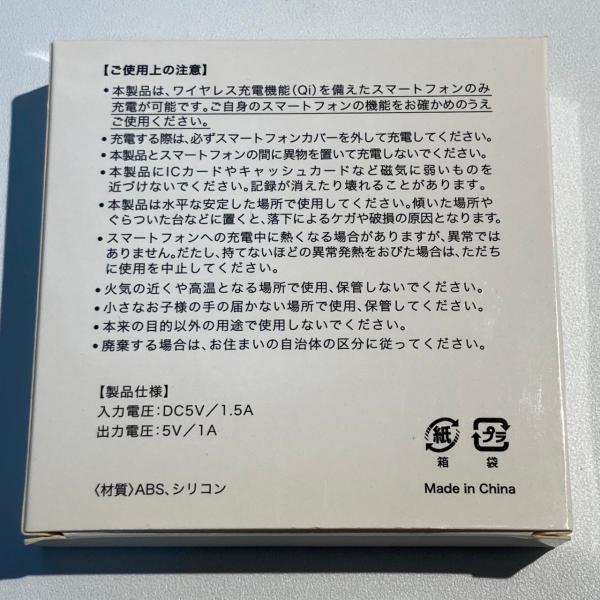 【ご使用上の注意】
・本製品は、ワイヤレス充電機能(Qi)を備えたスマートフォンのみ
充電が可能です。ご自身のスマートフォンの機能をお確かめのうえ
ご使用ください。
・充電する際は、必ずスマートフォンカバーを外して充電してください。
・本製品とスマートフォンの間に異物を置いて充電しないでください。
・本製品にICカードやキャッシュカードなど磁気に弱いものを
近づけないでください。記録が消えたり壊れることがあります。
・本製品は水平な安定した場所で使用してください。傾いた場所や
ぐらついた台などに置くと、落下によるケガや破損の原因となります。
・スマートフォンへの充電中に熱くなる場合がありますが、異常では
ありません。だたし、持てないほどの異常発熱をおびた場合は、ただち
に使用を中止してください。
・火気の近くや高温となる場所で使用、保管しないでください。
・小さなお子様の手の届かない場所で使用、保管してください。
・本来の目的以外の用途で使用しないでください。
・廃棄する場合は、お住まいの自治体の区分に従ってください。
【製品仕様】
入力電圧:DC5V/1.5A
出力電圧:5V/1A
紙 プラ
箱 袋
〈材質〉ABS、シリコン
Made in China